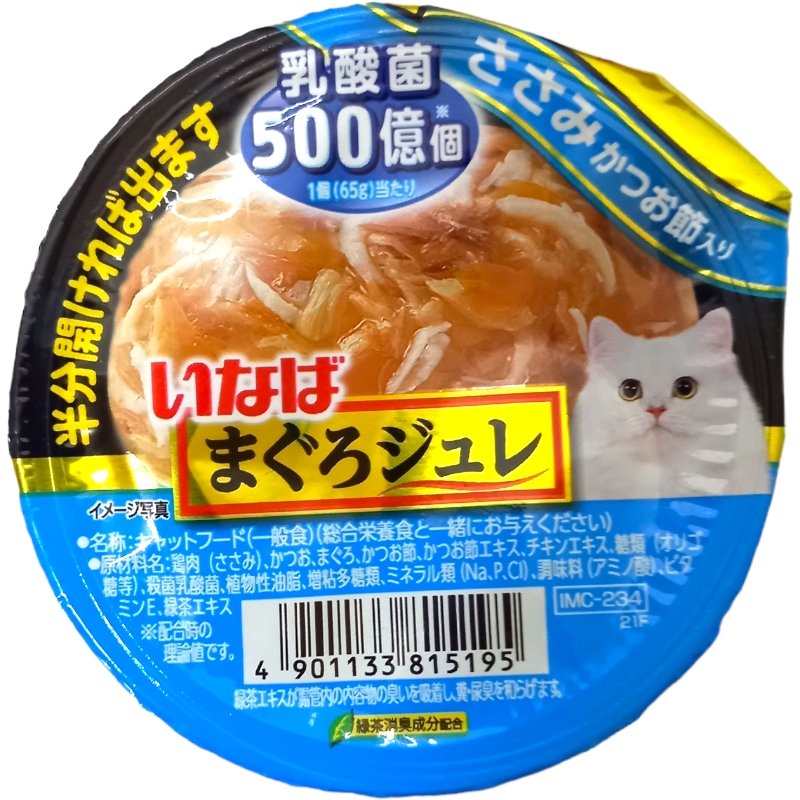 乳酸菌
500億個※
1個(65g)当たり
ささみかつお節入り
半分開ければ出ます
いなば
まぐろジュレ
イメージ写真
●名称:キャットフード(一般食)(総合栄養食と一緒にお与えください)
●原材料名:鶏肉(ささみ)、かつお、まぐろ、かつお節、かつお節エキス、チキンエキス、糖類(オリゴ
糖等)、殺菌乳酸菌、植物性油脂、増粘多糖類、ミネラル類(Na、P、Cl)、調味料(アミノ酸)、ビタ
ミンE、緑茶エキス
IMC-234
21F
※配合時の
理論値です。
4 901133 815195
緑茶エキスが腸管内の内容物の臭いを吸着し、糞・尿臭を和らげます。
緑茶消臭成分配合